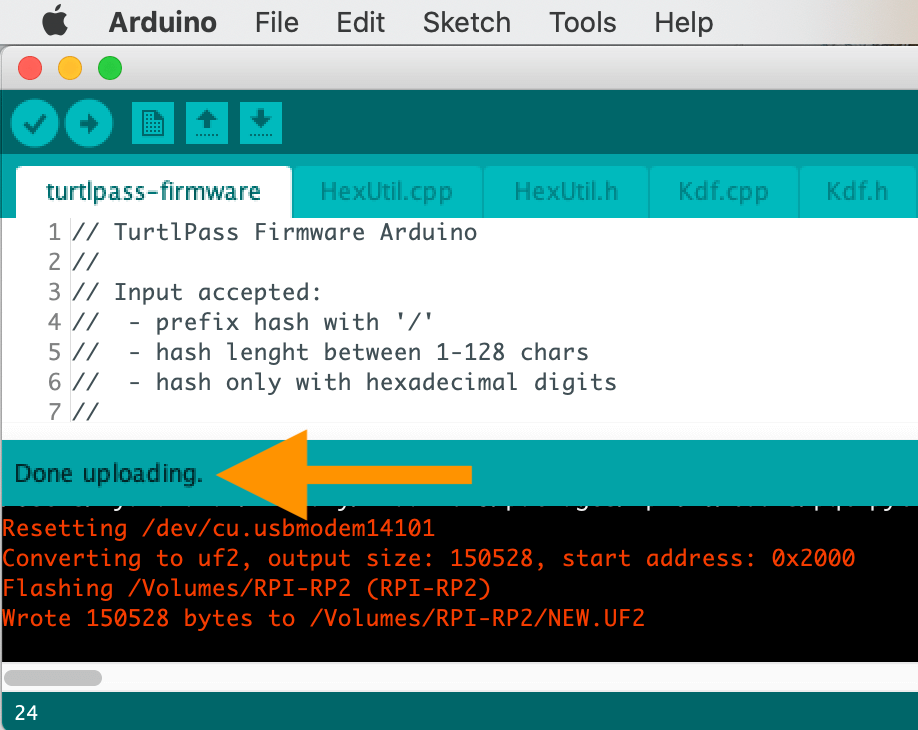 Arduino File Edit Sketch Tools Help
turtlpass-firmware HexUtil.cpp HexUtil.h Kdf.cpp Kdf.h
1 // TurtlPass Firmware Arduino
2 //
3 // Input accepted:
4 //  - prefix hash with '/'
5 //  - hash lenght between 1-128 chars
6 //  - hash only with hexadecimal digits
7 //
Done uploading.
Resetting /dev/cu.usbmodem14101
Converting to uf2, output size: 150528, start address: 0x2000
Flashing /Volumes/RPI-RP2 (RPI-RP2)
Wrote 150528 bytes to /Volumes/RPI-RP2/NEW.UF2
24